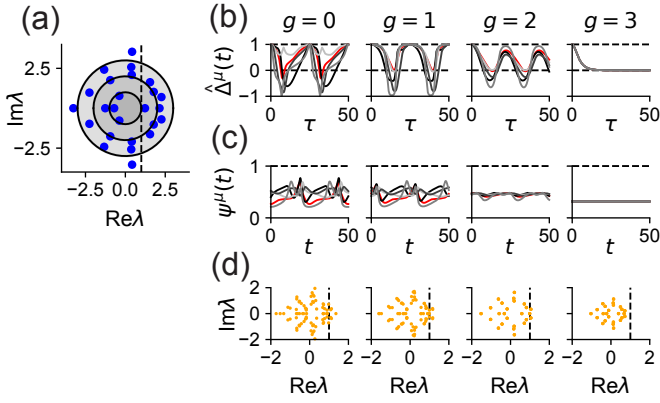 (a)
Imλ
2.5
−2.5
−2.5 0.0 2.5
Reλ
(b) g = 0 g = 1 g = 2 g = 3
Δ̂^μ(t)
1
0
−1
0 50 0 50 0 50 0 50
τ τ τ τ
(c)
ψ^μ(t)
1
0
0 50 0 50 0 50 0 50
t t t t
(d)
Imλ
2
0
−2
−2 0 2 −2 0 2 −2 0 2 −2 0 2
Reλ Reλ Reλ Reλ